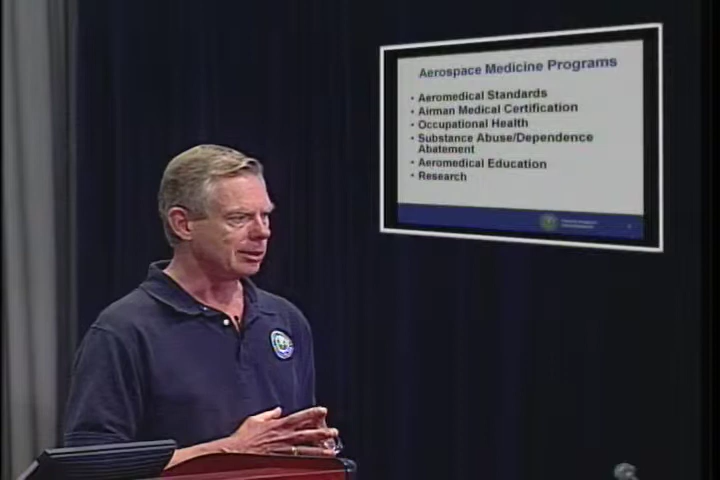 Aerospace Medicine Programs
• Aeromedical Standards
• Airman Medical Certification
• Occupational Health
• Substance Abuse/Dependence
Abatement
• Aeromedical Education
• Research